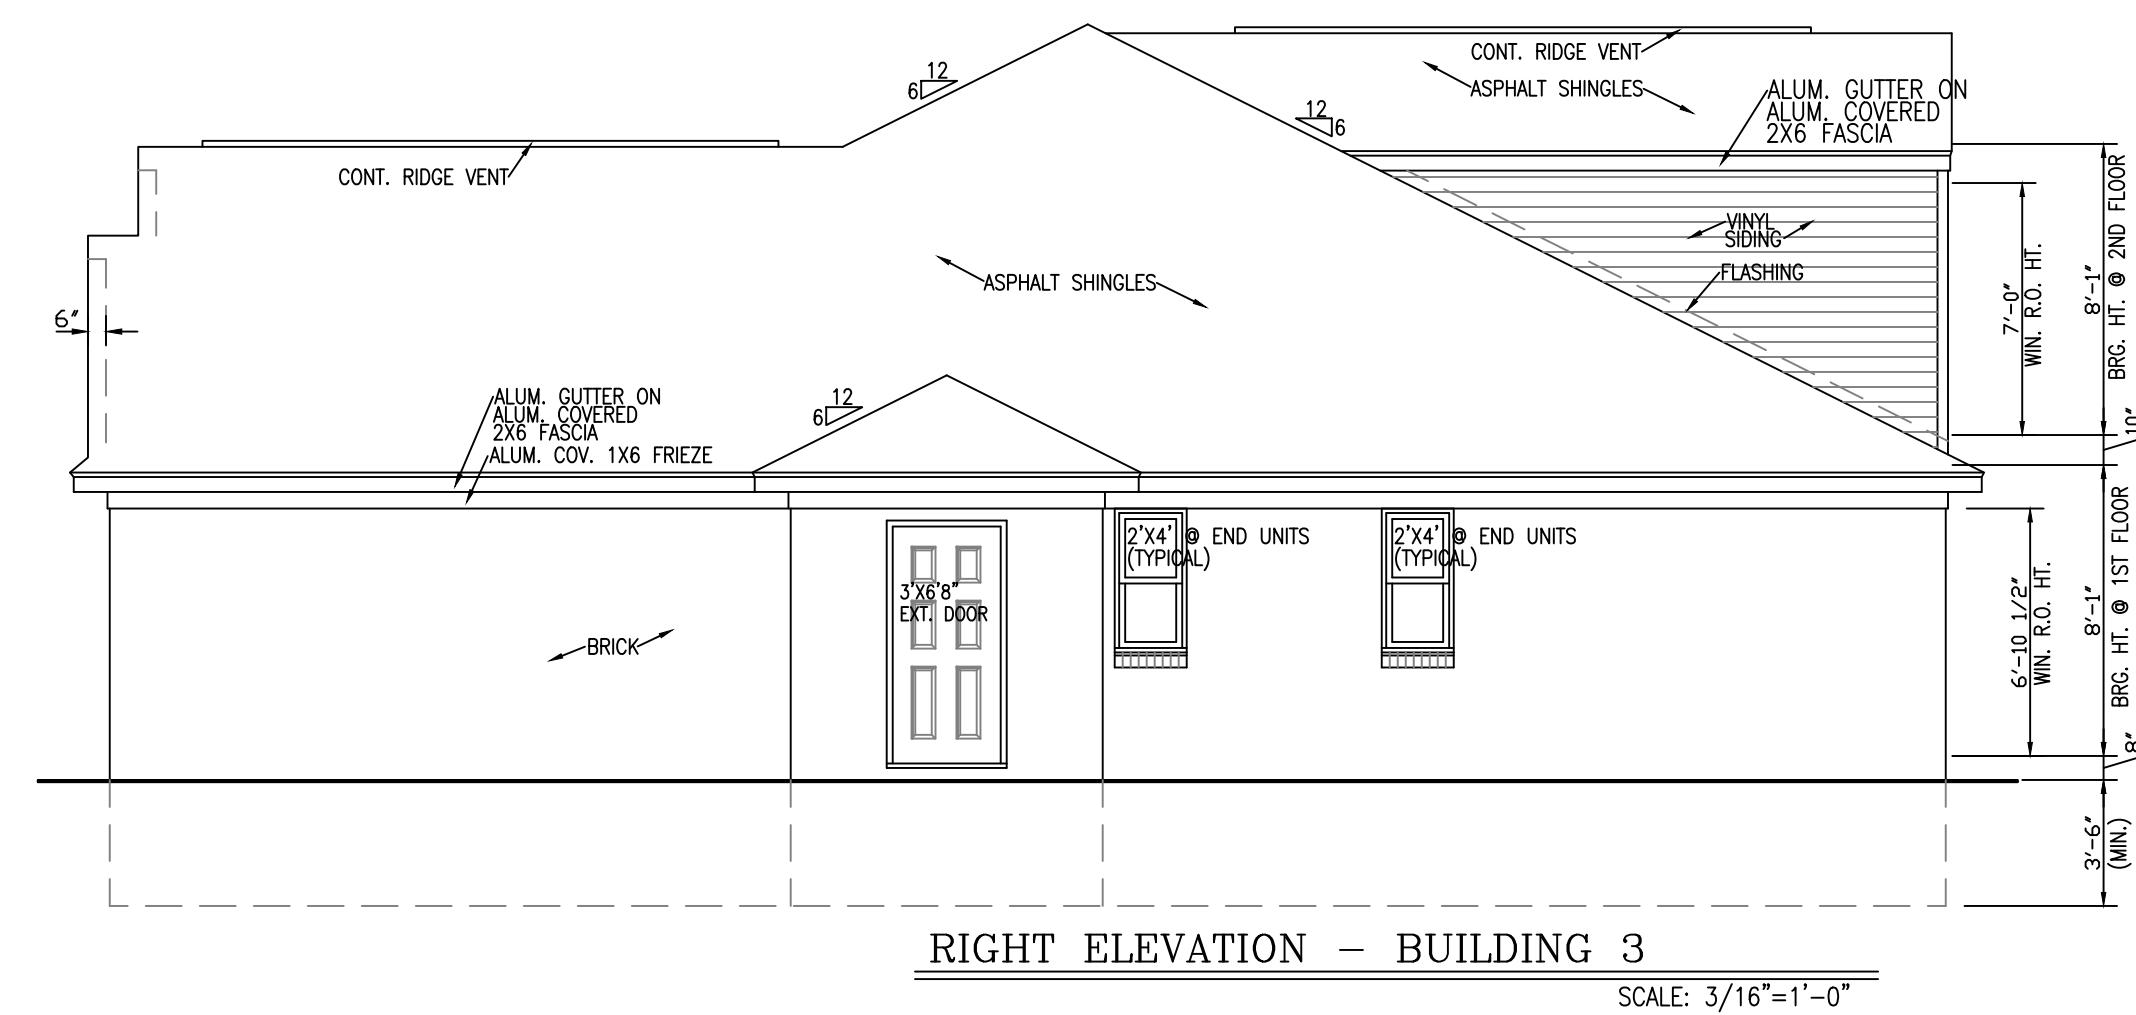 CONT. RIDGE VENT
ASPHALT SHINGLES
ALUM. GUTTER ON
ALUM. COVERED
2X6 FASCIA
12
6
12
6
CONT. RIDGE VENT
VINYL
SIDING
FLASHING
ASPHALT SHINGLES
6"
12
6
ALUM. GUTTER ON
ALUM. COVERED
2X6 FASCIA
ALUM. COV. 1X6 FRIEZE
7'-0"
WIN. R.O. HT.
8'-1"
BRG. HT. @ 2ND FLOOR
10"
2'X4' @ END UNITS
(TYPICAL)
2'X4' @ END UNITS
(TYPICAL)
3'X6'8"
EXT. DOOR
BRICK
6'-10 1/2"
WIN. R.O. HT.
8'-1"
BRG. HT. @ 1ST FLOOR
8"
3'-6"
(MIN.)
RIGHT ELEVATION - BUILDING 3
SCALE: 3/16"=1'-0"